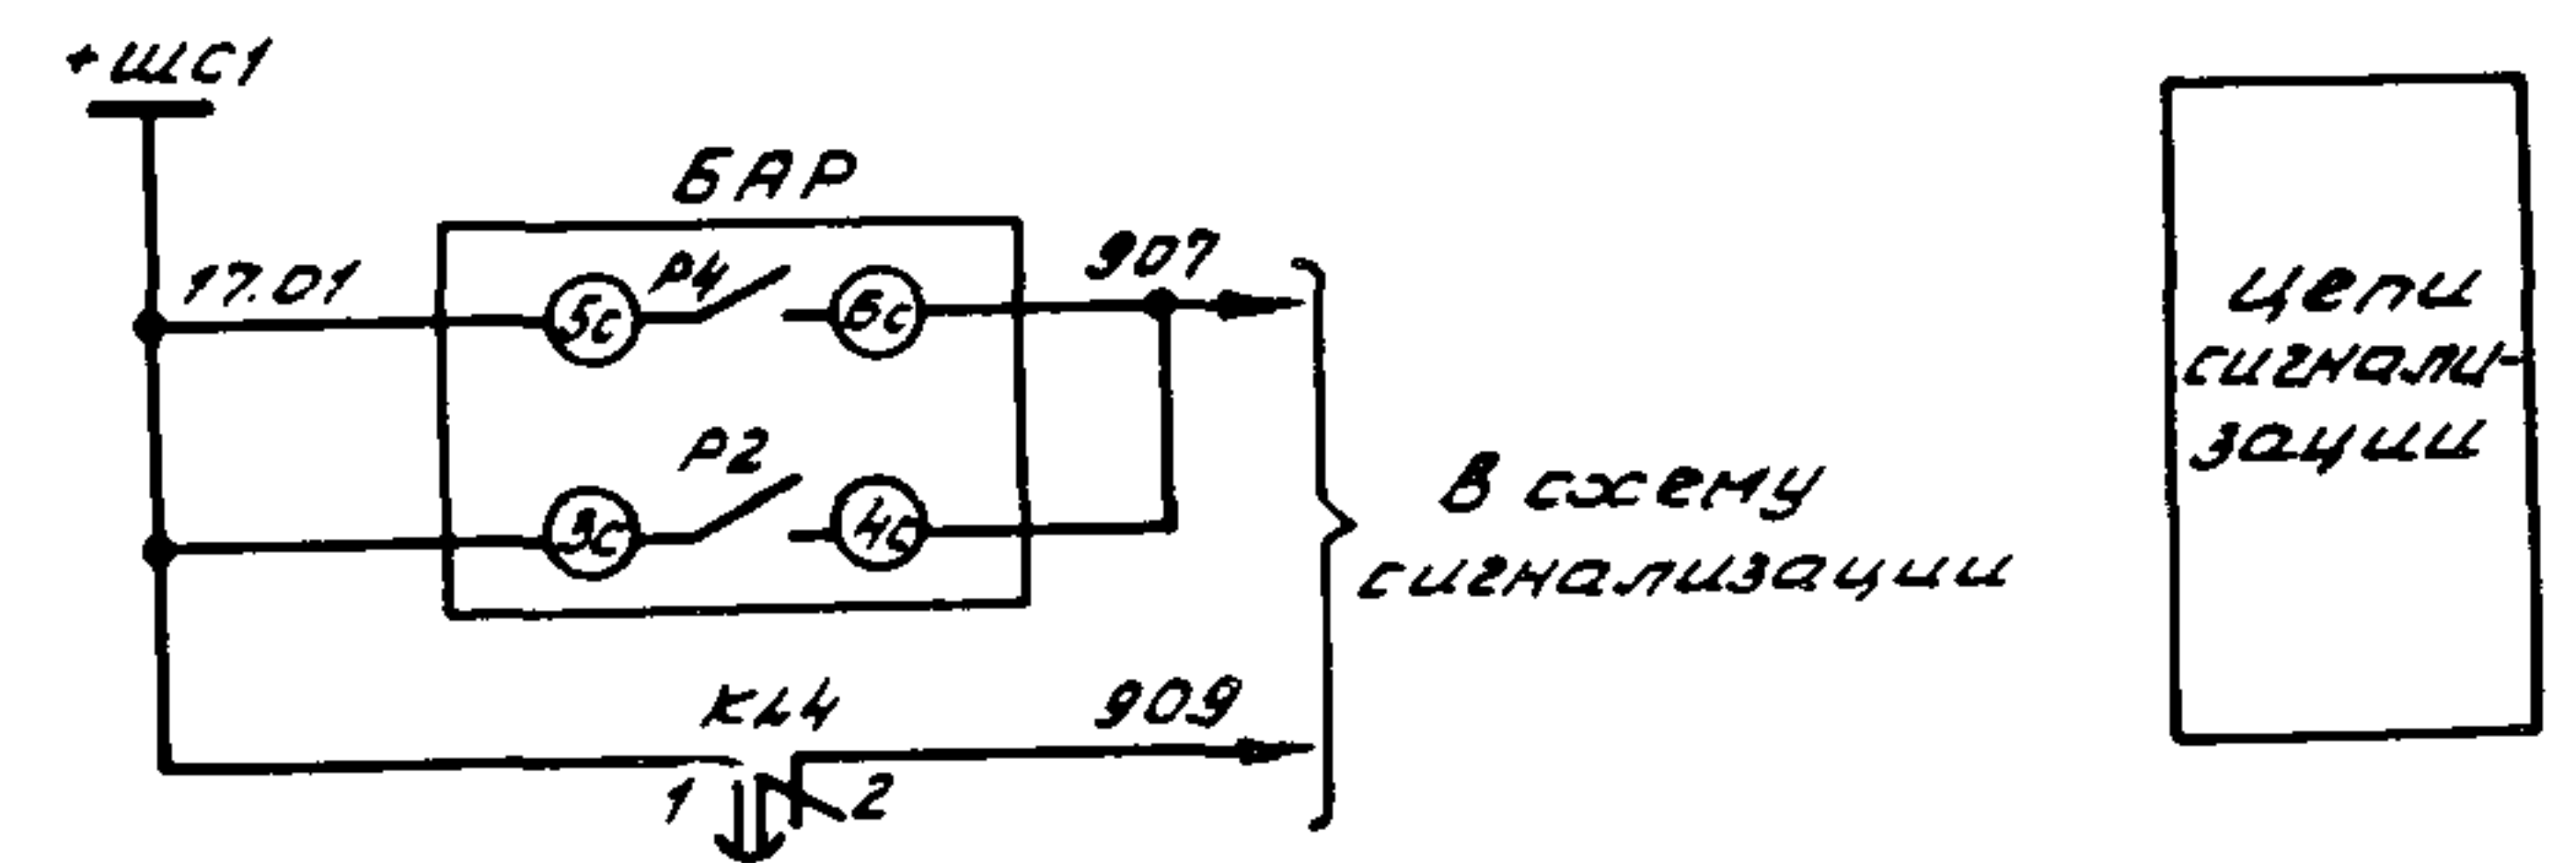 +ШС1
БАР
17.01
5с
Р4
6с
907
3с
Р2
4с
KL4
1
2
909
В схему
сигнализации
Цепи
сигнали-
зации